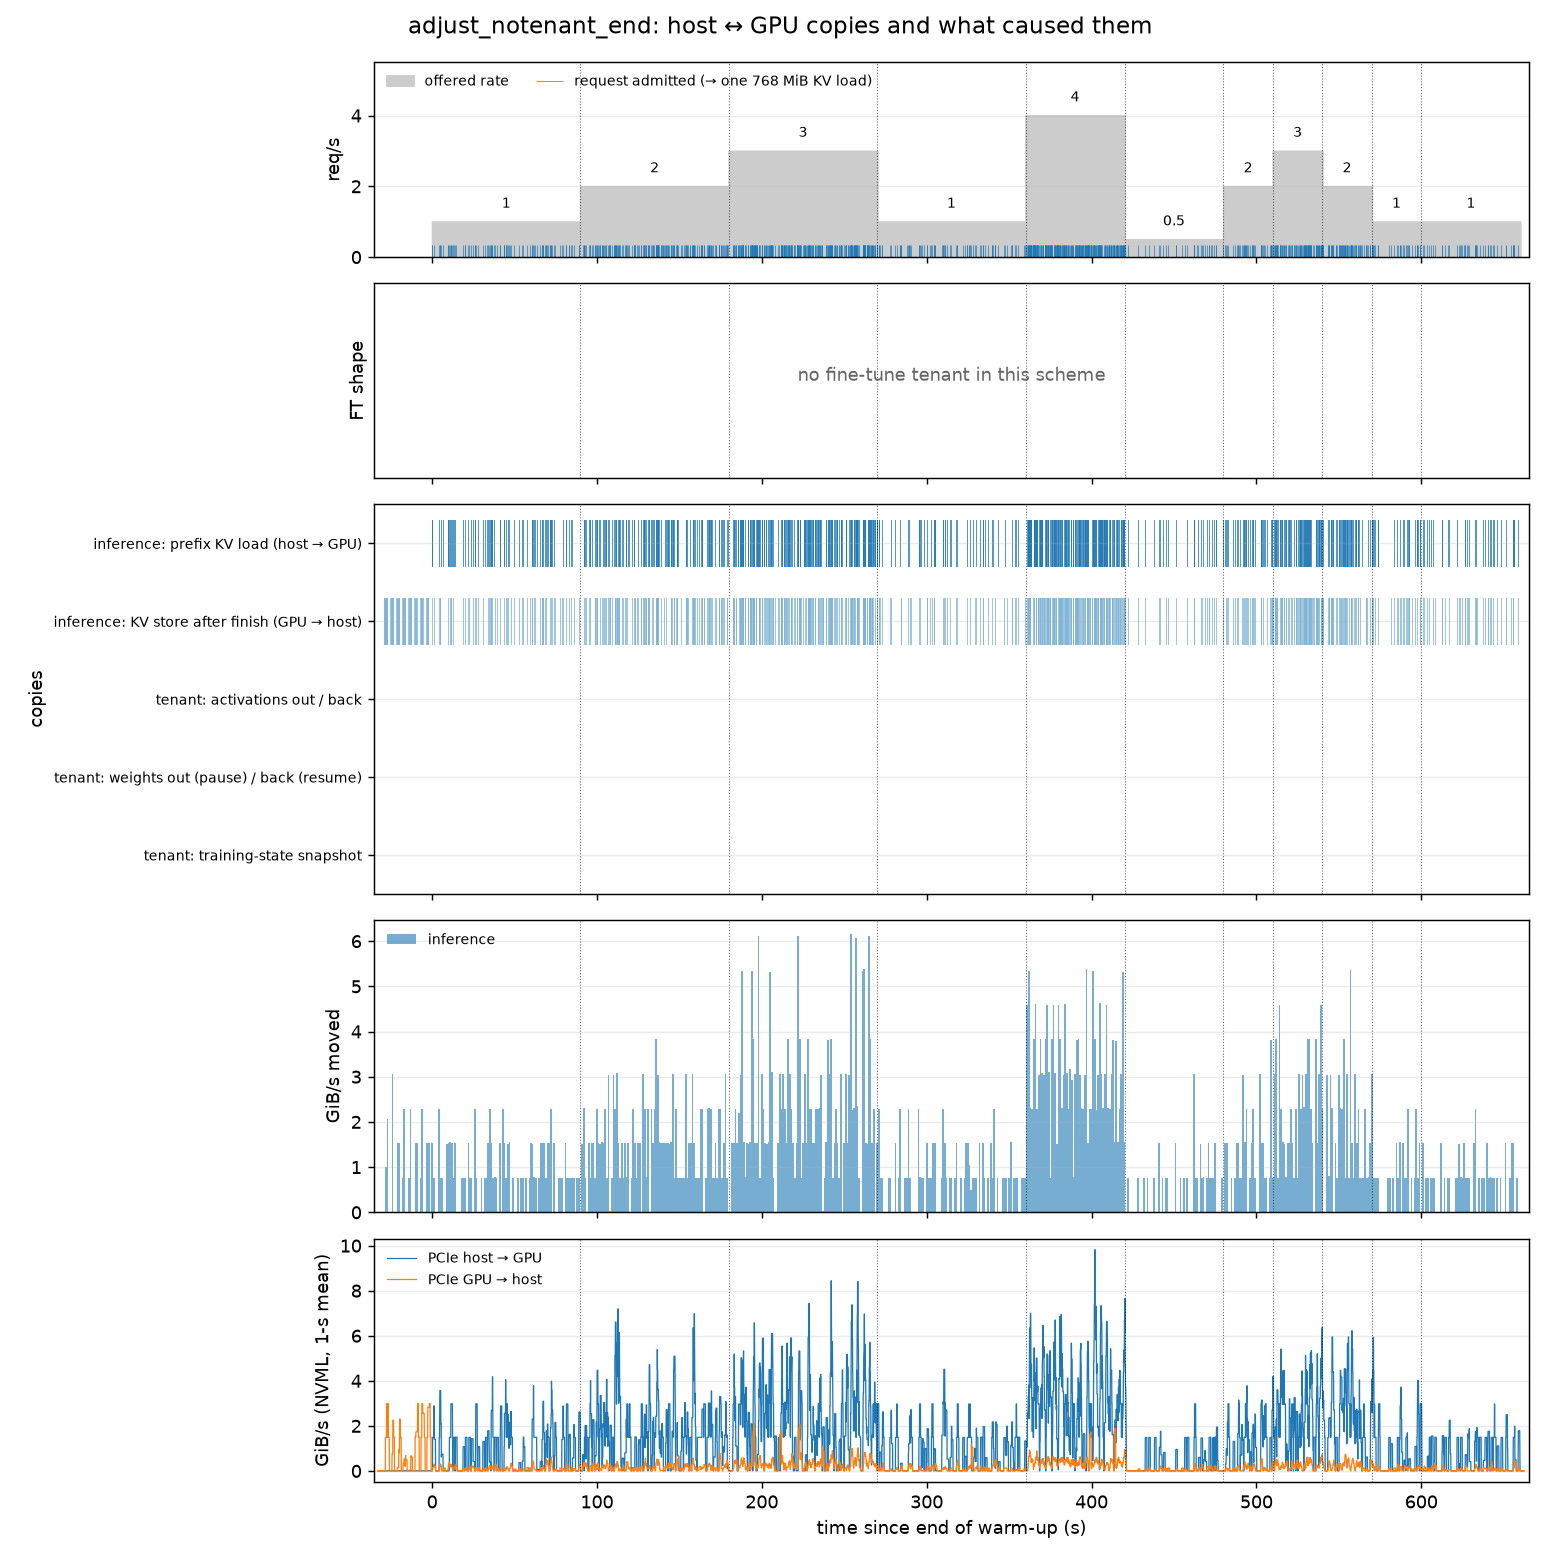 adjust_notenant_end: host ↔ GPU copies and what caused them
offered rate
request admitted (→ one 768 MiB KV load)
req/s
4
2
0
1
2
3
1
4
0.5
2
3
2
1
1
FT shape
no fine-tune tenant in this scheme
copies
inference: prefix KV load (host → GPU)
inference: KV store after finish (GPU → host)
tenant: activations out / back
tenant: weights out (pause) / back (resume)
tenant: training-state snapshot
GiB/s moved
inference
6
5
4
3
2
1
0
GiB/s (NVML, 1-s mean)
PCIe host → GPU
PCIe GPU → host
10
8
6
4
2
0
0 100 200 300 400 500 600
time since end of warm-up (s)